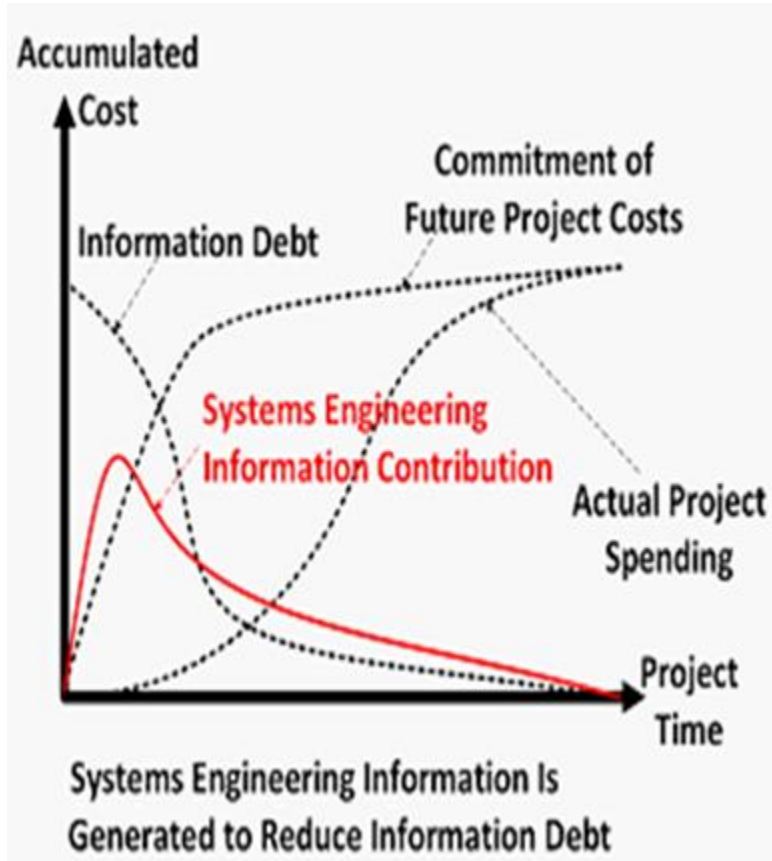 Accumulated
Cost
Commitment of
Future Project Costs
Information Debt
Systems Engineering
Information Contribution
Actual Project
Spending
Project
Time
Systems Engineering Information Is
Generated to Reduce Information Debt